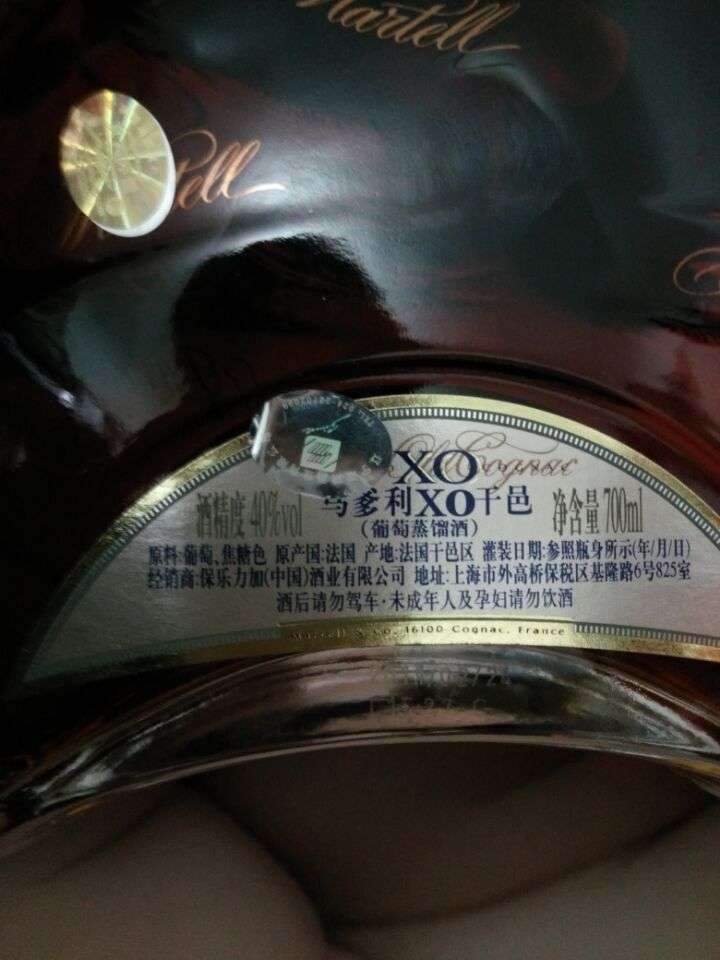 Martell
ell
XO
Old Cognac
酒精度 40%vol
马爹利XO干邑
净含量 700ml
(葡萄蒸馏酒)
原料:葡萄、焦糖色 原产国:法国 产地:法国干邑区 灌装日期:参照瓶身所示(年/月/日)
经销商:保乐力加(中国)酒业有限公司 地址:上海市外高桥保税区基隆路6号825室
酒后请勿驾车·未成年人及孕妇请勿饮酒
Martell & Co. 16100 Cognac, France